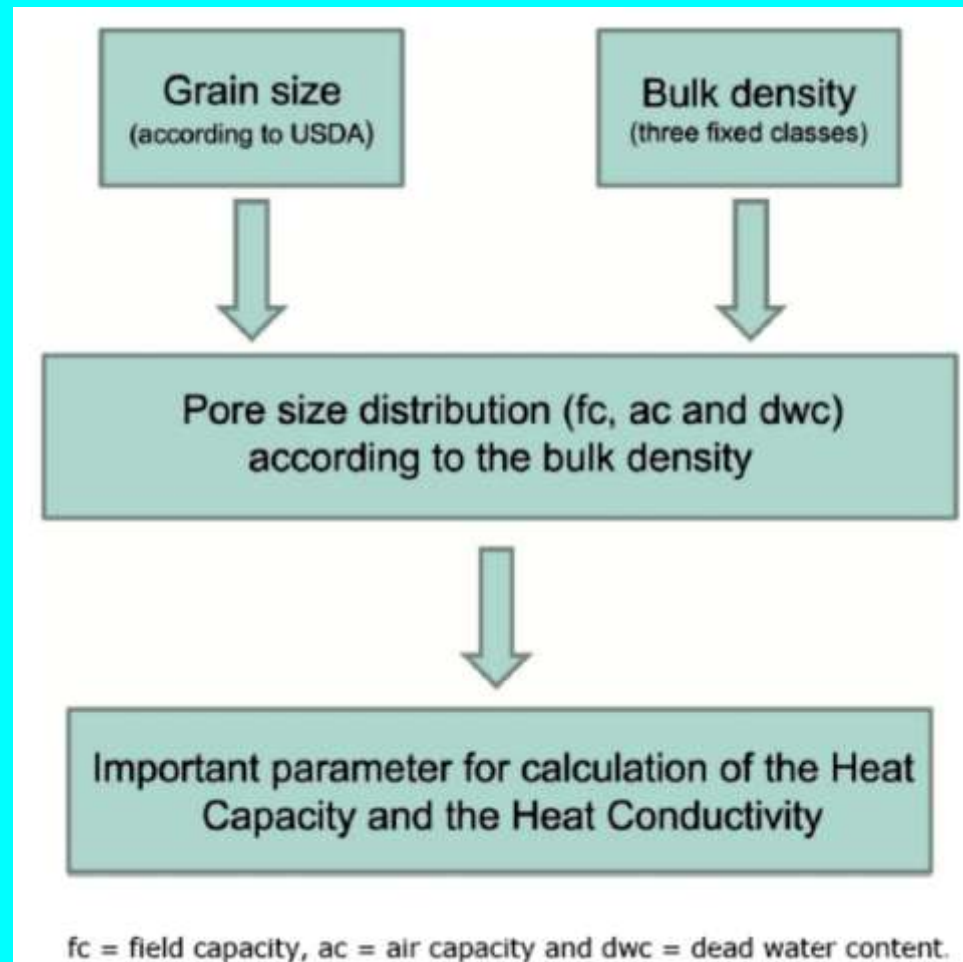 Grain size
(according to USDA)
Bulk density
(three fixed classes)
Pore size distribution (fc, ac and dwc)
according to the bulk density
Important parameter for calculation of the Heat
Capacity and the Heat Conductivity
fc = field capacity, ac = air capacity and dwc = dead water content.